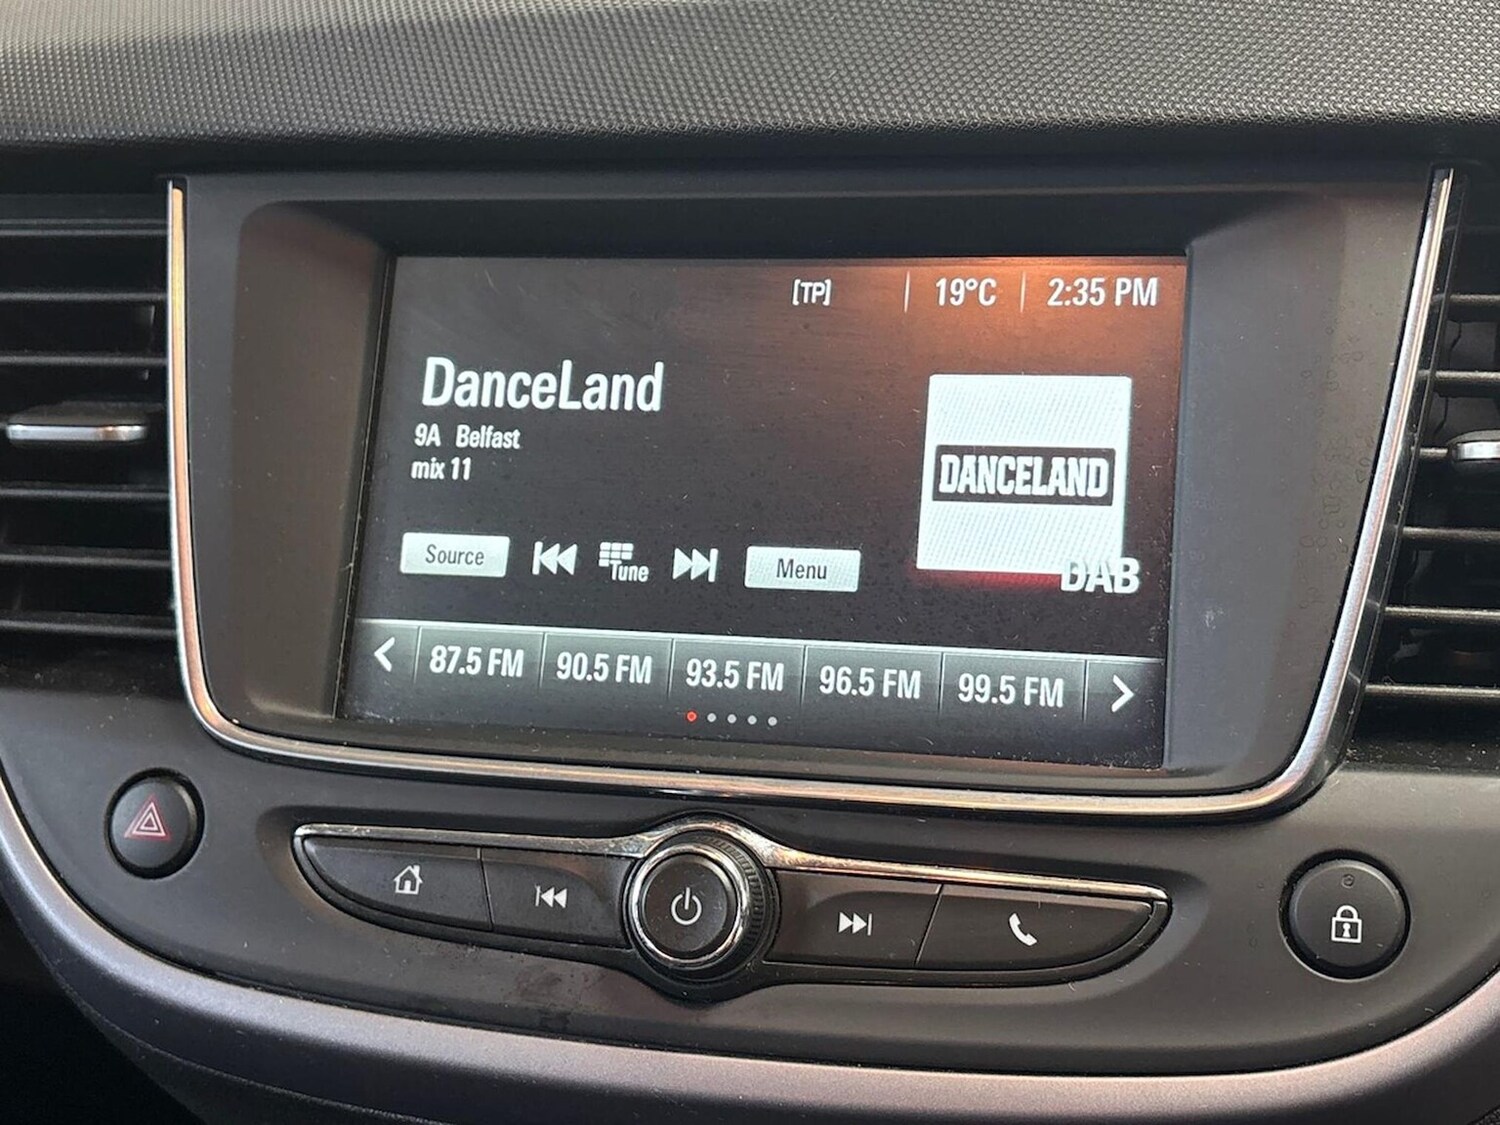 [TP] 19°C 2:35 PM
DanceLand
9A Belfast
mix 11
DANCELAND
DAB
Source Tune Menu
87.5 FM 90.5 FM 93.5 FM 96.5 FM 99.5 FM